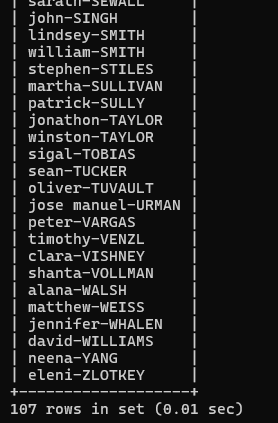 | sarath-SEWALL |
| john-SINGH |
| lindsey-SMITH |
| william-SMITH |
| stephen-STILES |
| martha-SULLIVAN |
| patrick-SULLY |
| jonathon-TAYLOR |
| winston-TAYLOR |
| sigal-TOBIAS |
| sean-TUCKER |
| oliver-TUVAULT |
| jose manuel-URMAN |
| peter-VARGAS |
| timothy-VENZL |
| clara-VISHNEY |
| shanta-VOLLMAN |
| alana-WALSH |
| matthew-WEISS |
| jennifer-WHALEN |
| david-WILLIAMS |
| neena-YANG |
| eleni-ZLOTKEY |
+-------------------+
107 rows in set (0.01 sec)